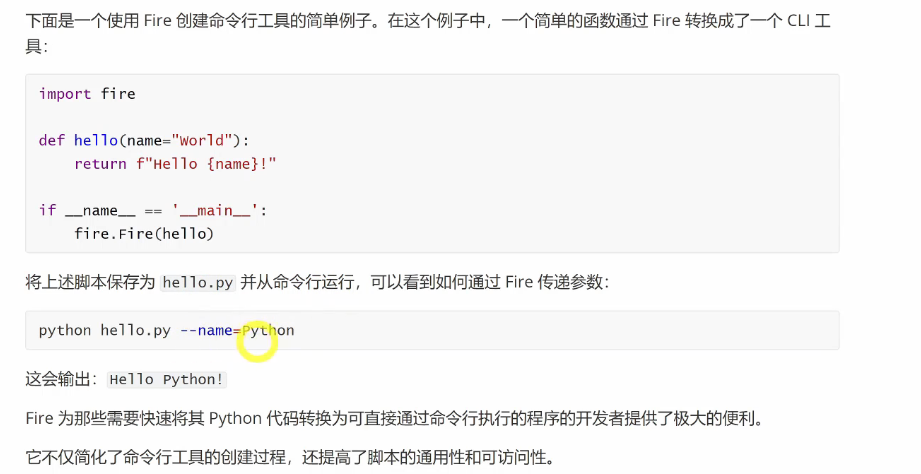 下面是一个使用 Fire 创建命令行工具的简单例子。在这个例子中，一个简单的函数通过 Fire 转换成了一个 CLI 工
具：
import fire
def hello(name="World"):
    return f"Hello {name}!"
if __name__ == '__main__':
    fire.Fire(hello)
将上述脚本保存为 hello.py 并从命令行运行，可以看到如何通过 Fire 传递参数：
python hello.py --name=Python
这会输出： Hello Python!
Fire 为那些需要快速将其 Python 代码转换为可直接通过命令行执行的程序的开发者提供了极大的便利。
它不仅简化了命令行工具的创建过程，还提高了脚本的通用性和可访问性。